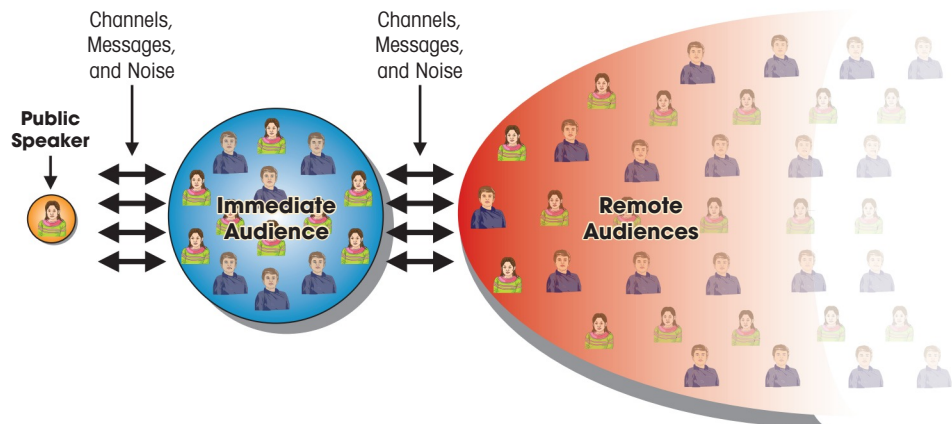 Channels,
Messages,
and Noise
Channels,
Messages,
and Noise
Public
Speaker
Immediate
Audience
Remote
Audiences